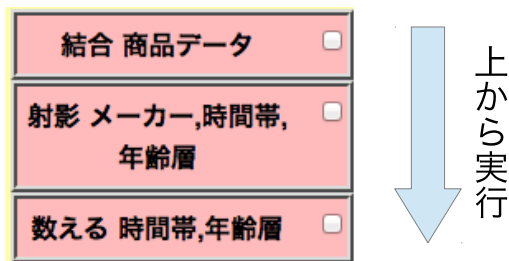 結合 商品データ
射影 メーカー,時間帯,
年齢層
数える 時間帯,年齢層
上から実行